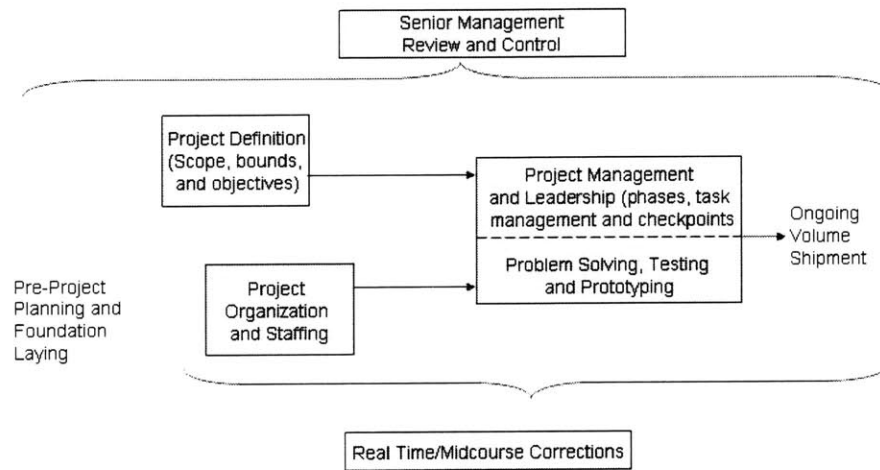 Senior Management
Review and Control
Project Definition
(Scope, bounds,
and objectives)
Project Management
and Leadership (phases, task
management and checkpoints
Ongoing
Volume
Shipment
Problem Solving, Testing
and Prototyping
Pre-Project
Planning and
Foundation
Laying
Project
Organization
and Staffing
Real Time/Midcourse Corrections